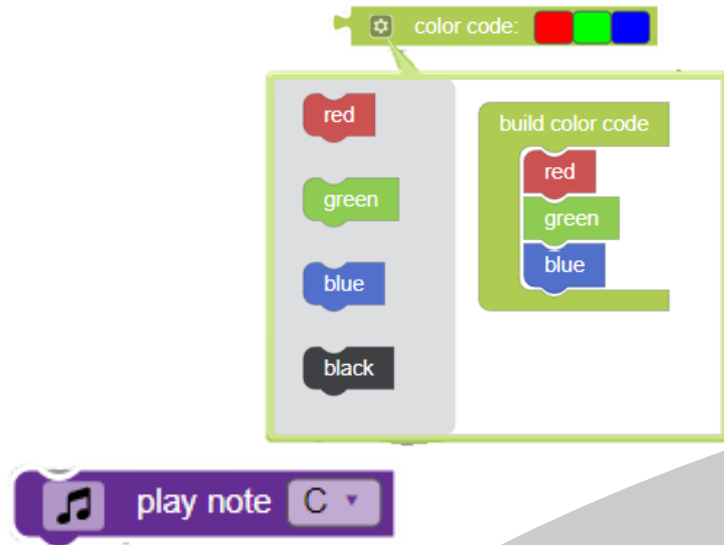 color code:
red
green
blue
black
build color code
red
green
blue
play note C